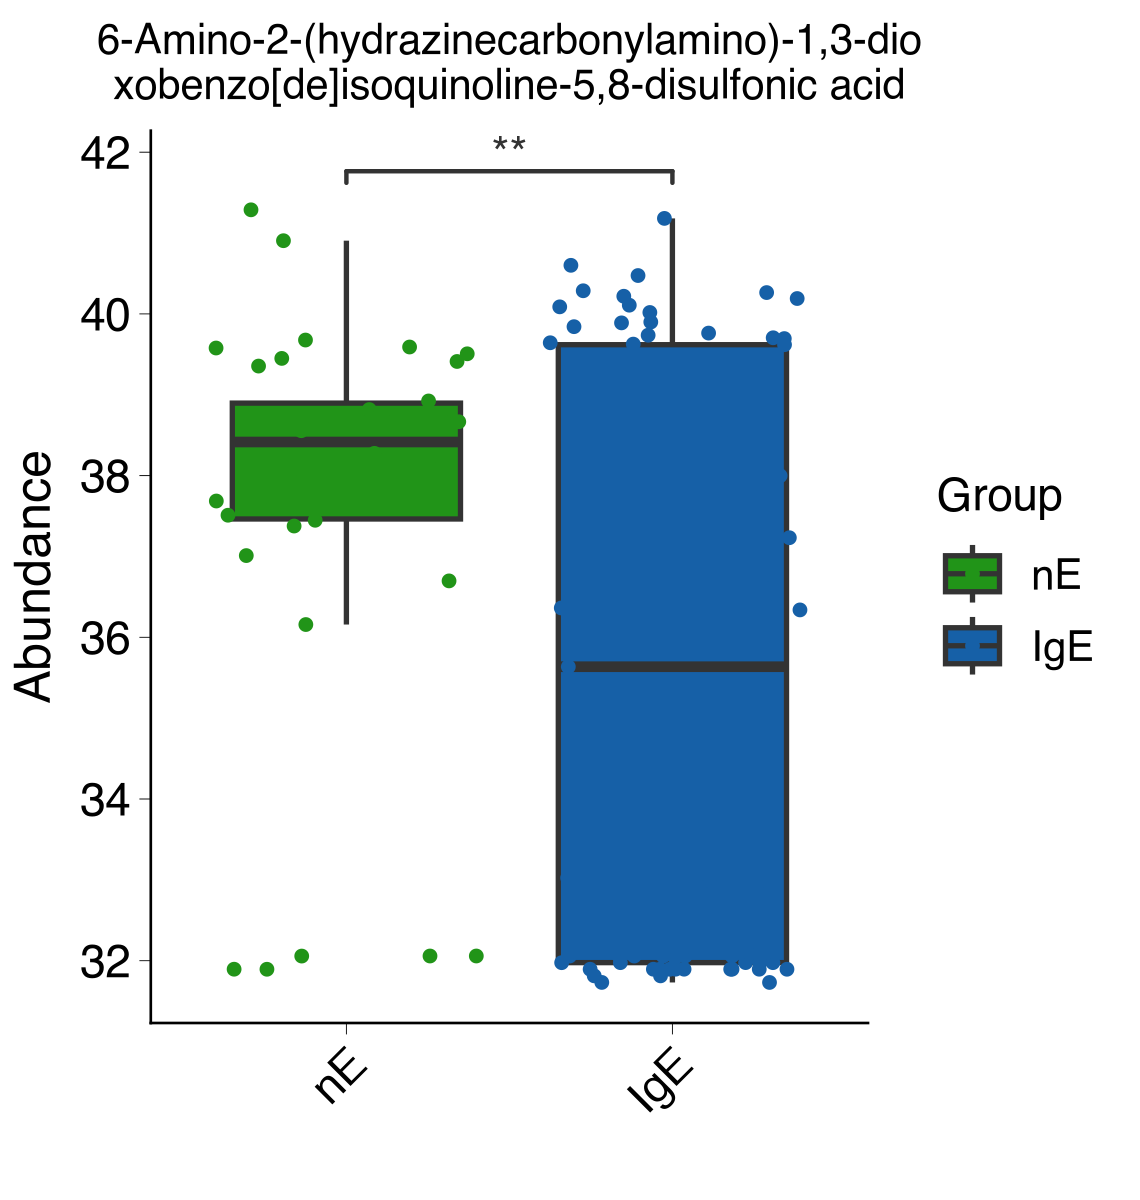 6-Amino-2-(hydrazinecarbonylamino)-1,3-dio
xobenzo[de]isoquinoline-5,8-disulfonic acid
**
42
40
38
36
34
32
Abundance
nE
IgE
Group
nE
IgE